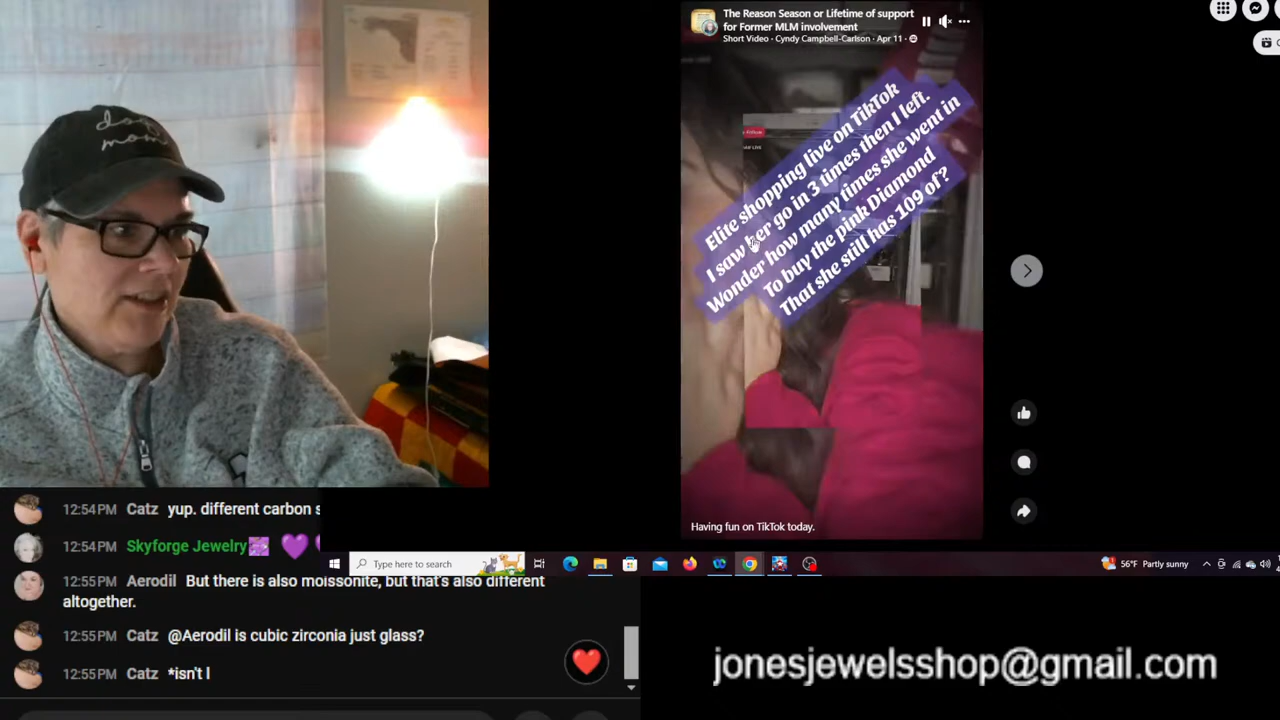 dog
mom
The Reason Season or Lifetime of support
for Former MLM involvement
Short Video · Cyndy Campbell-Carlson · Apr 11 ·
Follow
Elite shopping live on TikTok
I saw her go in 3 times then I left.
Wonder how many times she went in
To buy the pink Diamond
That she still has 109 of?
Having fun on TikTok today.
12:54PM Catz yup. different carbon s
12:54PM Skyforge Jewelry
12:55PM Aerodil But there is also moissonite, but that's also different
altogether.
12:55PM Catz @Aerodil is cubic zirconia just glass?
12:55PM Catz *isn't I
Type here to search
56°F Partly sunny
jonesjewelsshop@gmail.com